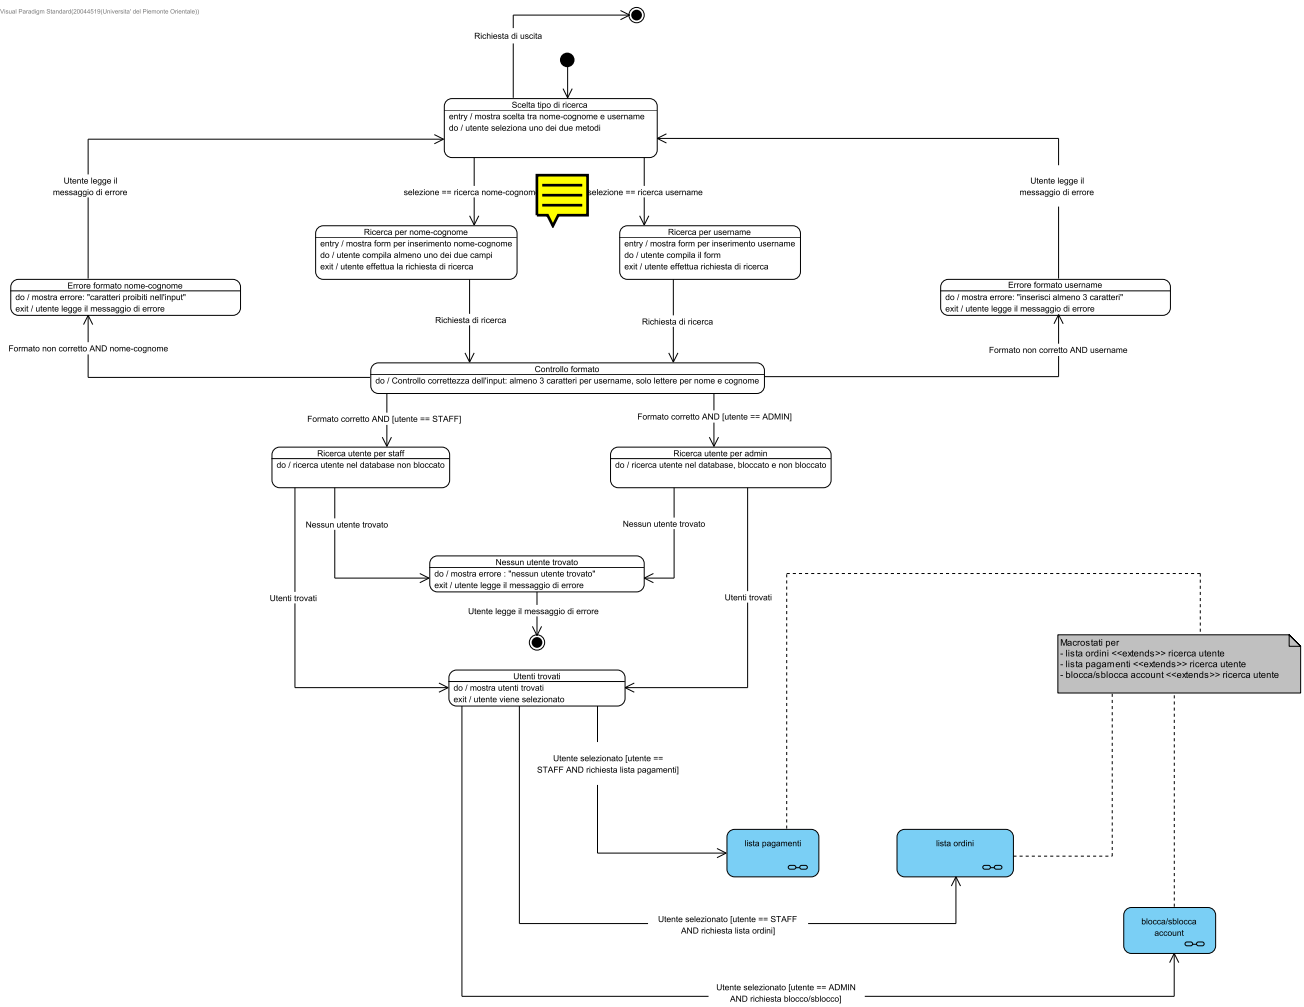 Visual Paradigm Standard(20044519(Universita' del Piemonte Orientale))
Richiesta di uscita
Scelta tipo di ricerca
entry / mostra scelta tra nome-cognome e username
do / utente seleziona uno dei due metodi
Utente legge il
messaggio di errore
Utente legge il
messaggio di errore
selezione == ricerca nome-cognom
selezione == ricerca username
Ricerca per nome-cognome
entry / mostra form per inserimento nome-cognome
do / utente compila almeno uno dei due campi
exit / utente effettua la richiesta di ricerca
Ricerca per username
entry / mostra form per inserimento username
do / utente compila il form
exit / utente effettua richiesta di ricerca
Errore formato nome-cognome
do / mostra errore: "caratteri proibiti nell'input"
exit / utente legge il messaggio di errore
Errore formato username
do / mostra errore: "inserisci almeno 3 caratteri"
exit / utente legge il messaggio di errore
Richiesta di ricerca
Richiesta di ricerca
Formato non corretto AND nome-cognome
Formato non corretto AND username
Controllo formato
do / Controllo correttezza dell'input: almeno 3 caratteri per username, solo lettere per nome e cognome
Formato corretto AND [utente == STAFF]
Formato corretto AND [utente == ADMIN]
Ricerca utente per staff
do / ricerca utente nel database non bloccato
Ricerca utente per admin
do / ricerca utente nel database, bloccato e non bloccato
Nessun utente trovato
Nessun utente trovato
Nessun utente trovato
do / mostra errore : "nessun utente trovato"
exit / utente legge il messaggio di errore
Utenti trovati
Utenti trovati
Utente legge il messaggio di errore
Macrostati per
- lista ordini <<extends>> ricerca utente
- lista pagamenti <<extends>> ricerca utente
- blocca/sblocca account <<extends>> ricerca utente
Utenti trovati
do / mostra utenti trovati
exit / utente viene selezionato
Utente selezionato [utente ==
STAFF AND richiesta lista pagamenti]
lista pagamenti
lista ordini
Utente selezionato [utente == STAFF
AND richiesta lista ordini]
blocca/sblocca
account
Utente selezionato [utente == ADMIN
AND richiesta blocco/sblocco]